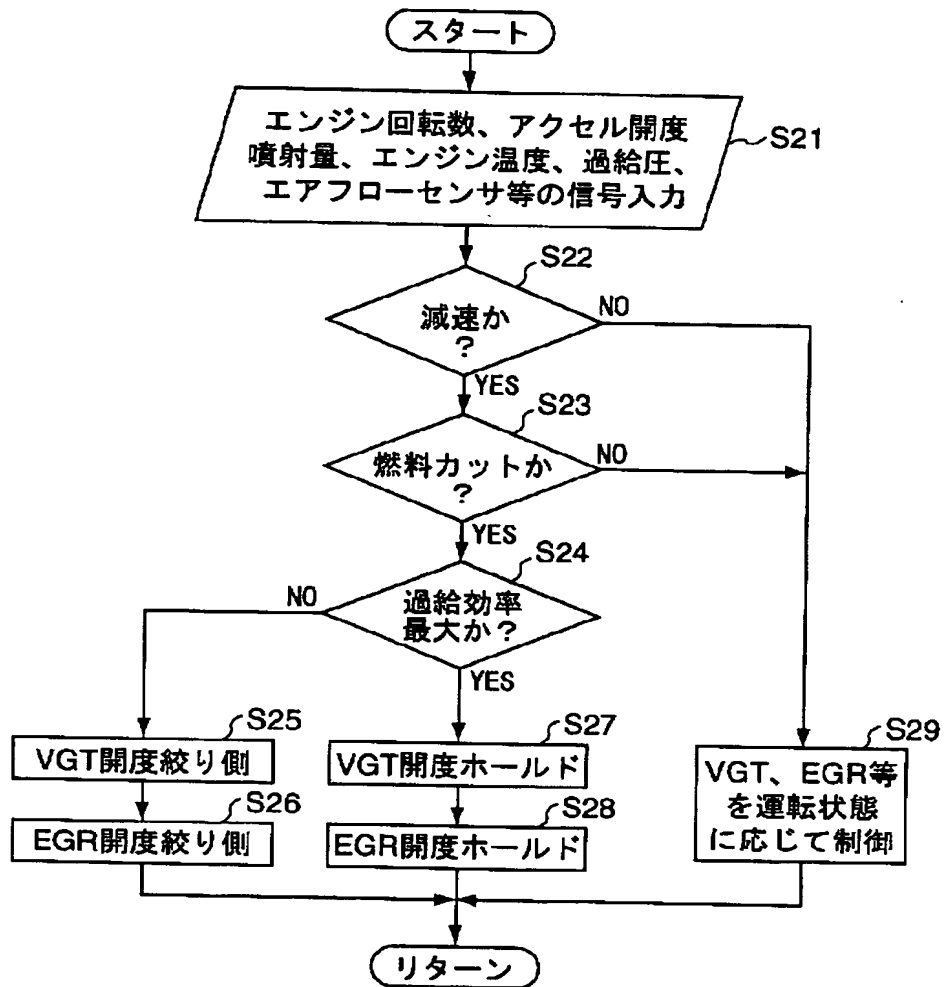 スタート
エンジン回転数、アクセル開度
噴射量、エンジン温度、過給圧、
エアフローセンサ等の信号入力
S21
S22
減速か
？
NO
YES
S23
燃料カットか
？
NO
YES
S24
過給効率
最大か？
NO
YES
S25
VGT開度絞り側
S26
EGR開度絞り側
S27
VGT開度ホールド
S28
EGR開度ホールド
S29
VGT、EGR等
を運転状態
に応じて制御
リターン